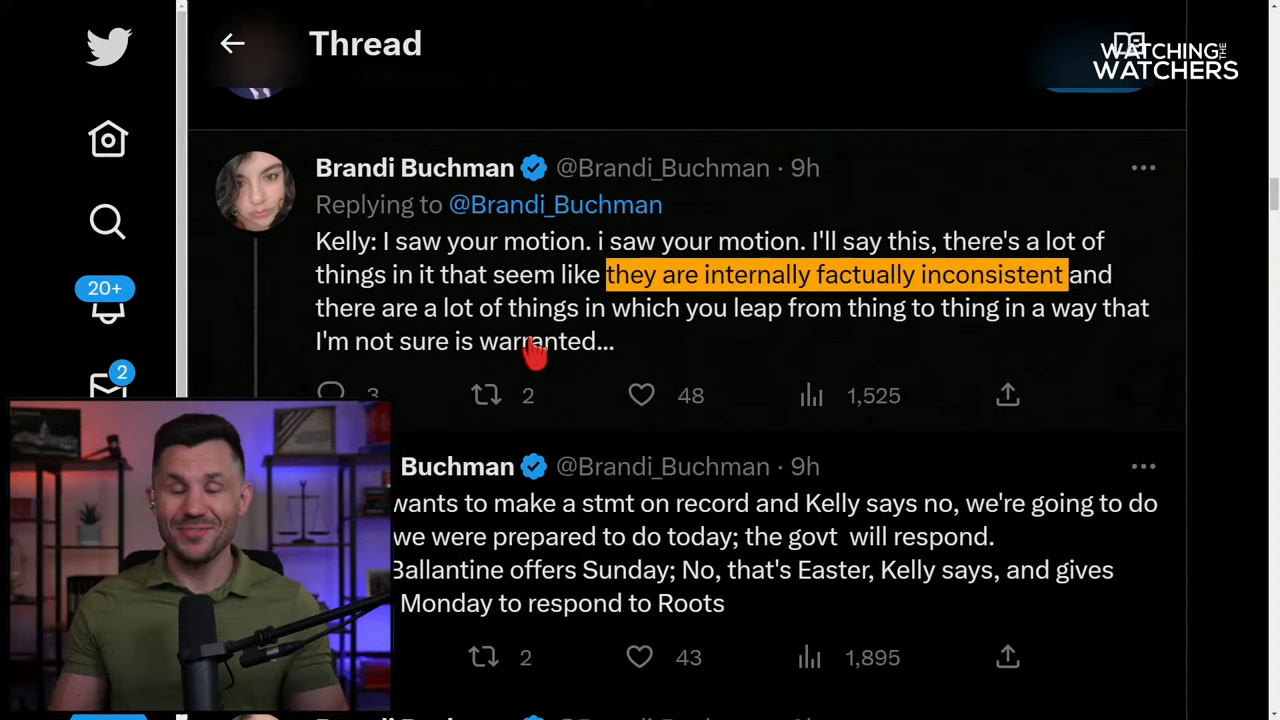 Thread
WATCHING THE
WATCHERS
Brandi Buchman @Brandi_Buchman · 9h
Replying to @Brandi_Buchman
Kelly: I saw your motion. i saw your motion. I'll say this, there's a lot of
things in it that seem like they are internally factually inconsistent and
there are a lot of things in which you leap from thing to thing in a way that
I'm not sure is warranted...
3 2 48 1,525
20+
2
Buchman @Brandi_Buchman · 9h
wants to make a stmt on record and Kelly says no, we're going to do
we were prepared to do today; the govt will respond.
Ballantine offers Sunday; No, that's Easter, Kelly says, and gives
Monday to respond to Roots
2 43 1,895